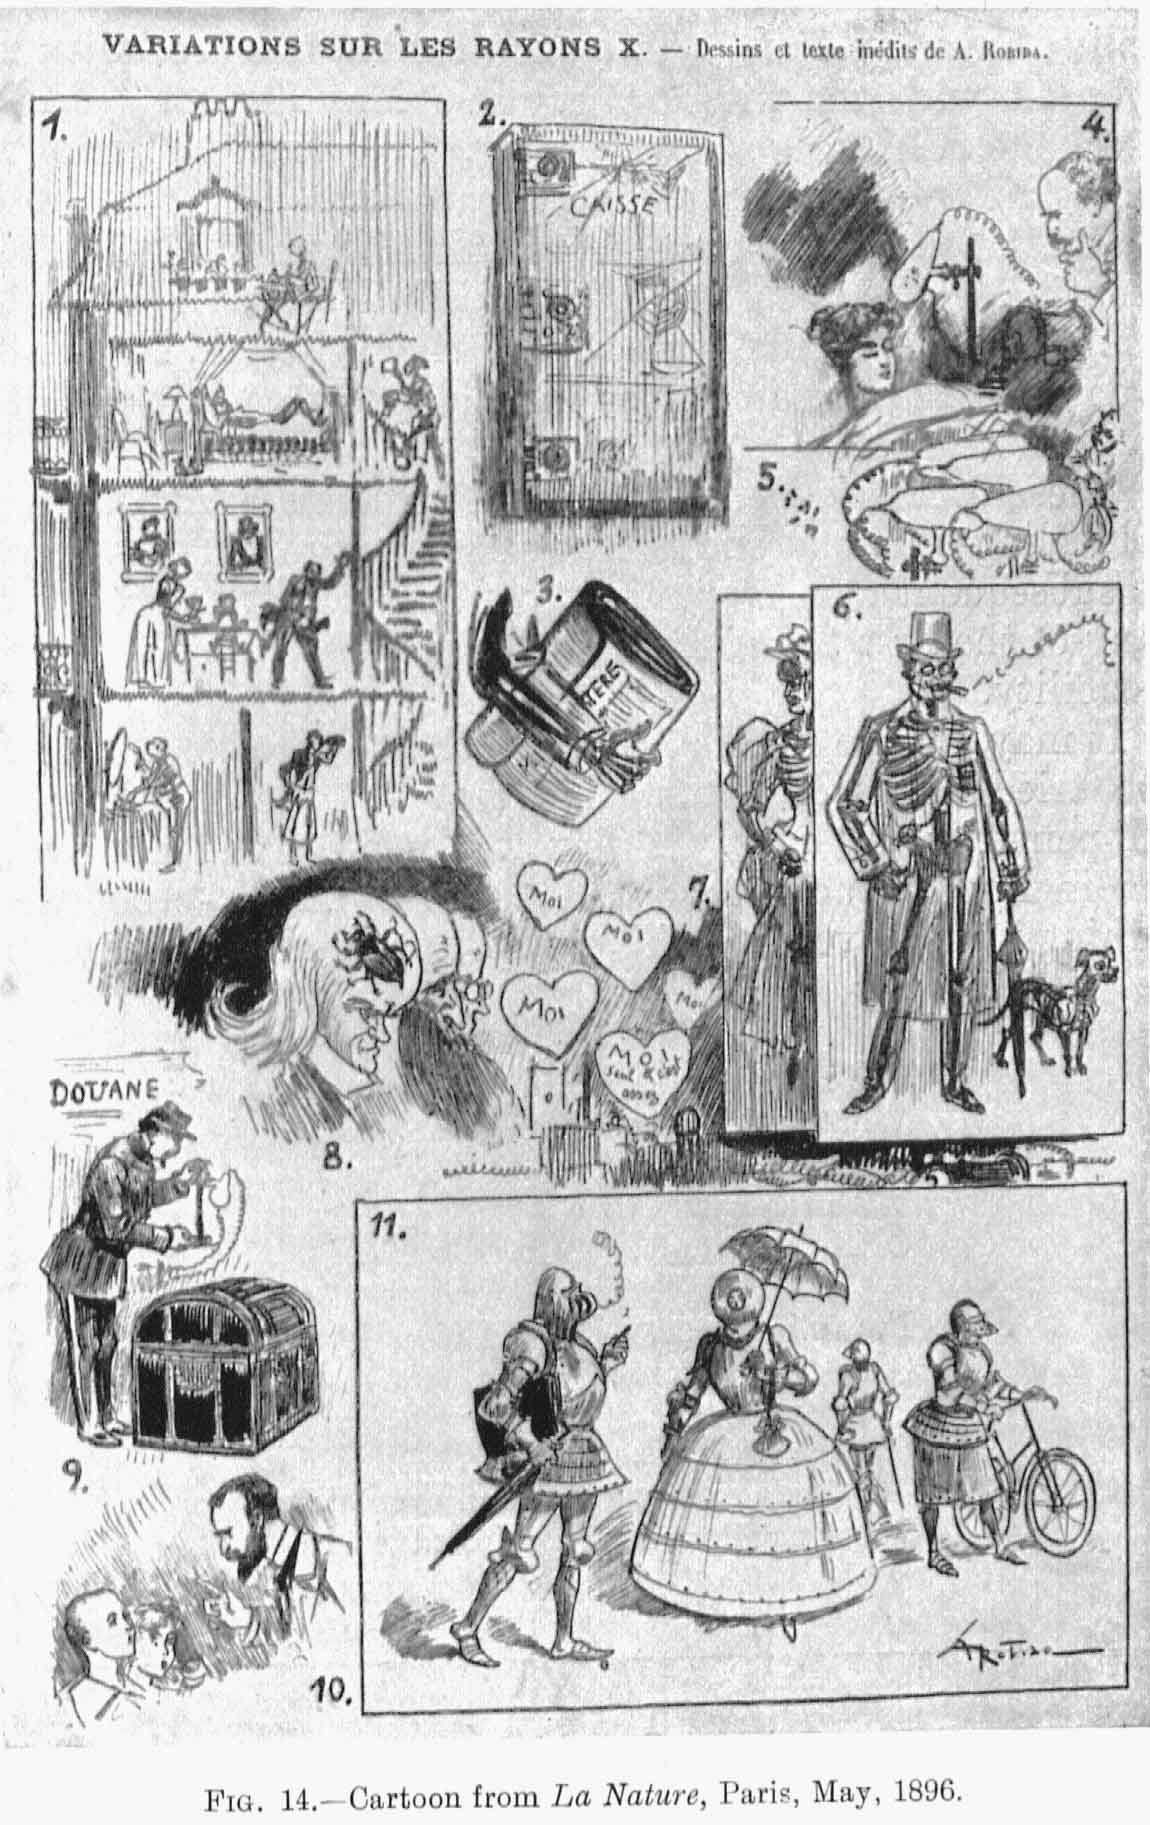 VARIATIONS SUR LES RAYONS X. — Dessins et texte inédits de A. ROBIDA.
1.
2.
CAISSE
4.
5.
3.
6.
7.
MOI
MOI
MOI
MOI
MOI
8.
DOUANE
9.
10.
11.
A ROBIDA
FIG. 14.—Cartoon from La Nature, Paris, May, 1896.